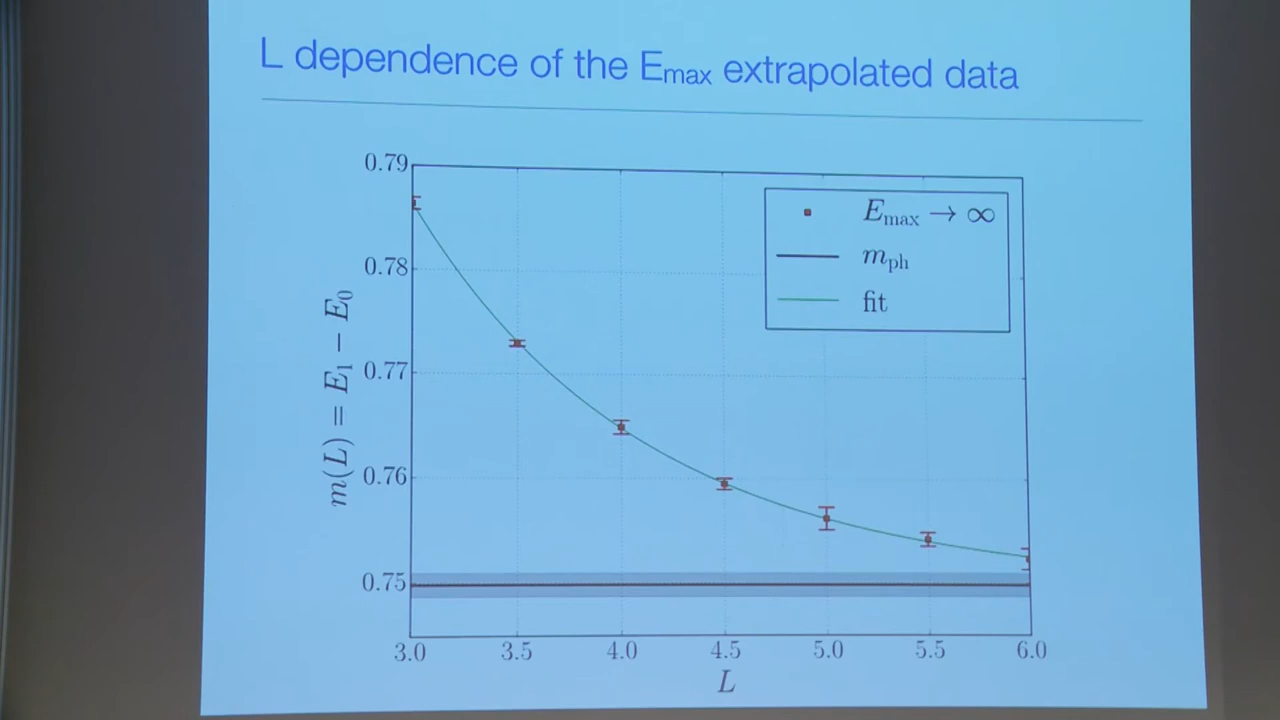 L dependence of the Emax extrapolated data
0.79
0.78
0.77
0.76
0.75
m(L) = E₁ − E₀
Emax → ∞
mph
fit
3.0 3.5 4.0 4.5 5.0 5.5 6.0
L